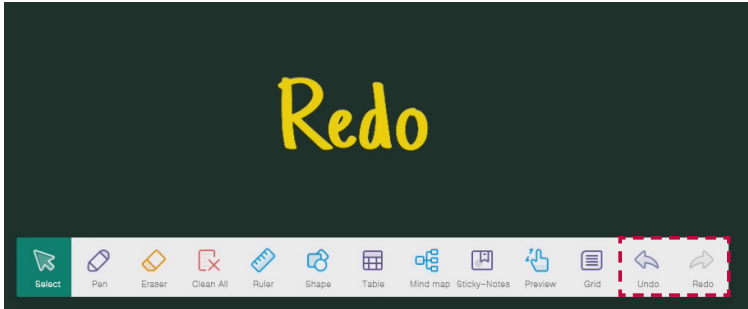 Redo
Select Pen Eraser Clean All Ruler Shape Table Mind map Sticky-Notes Preview Grid Undo Redo